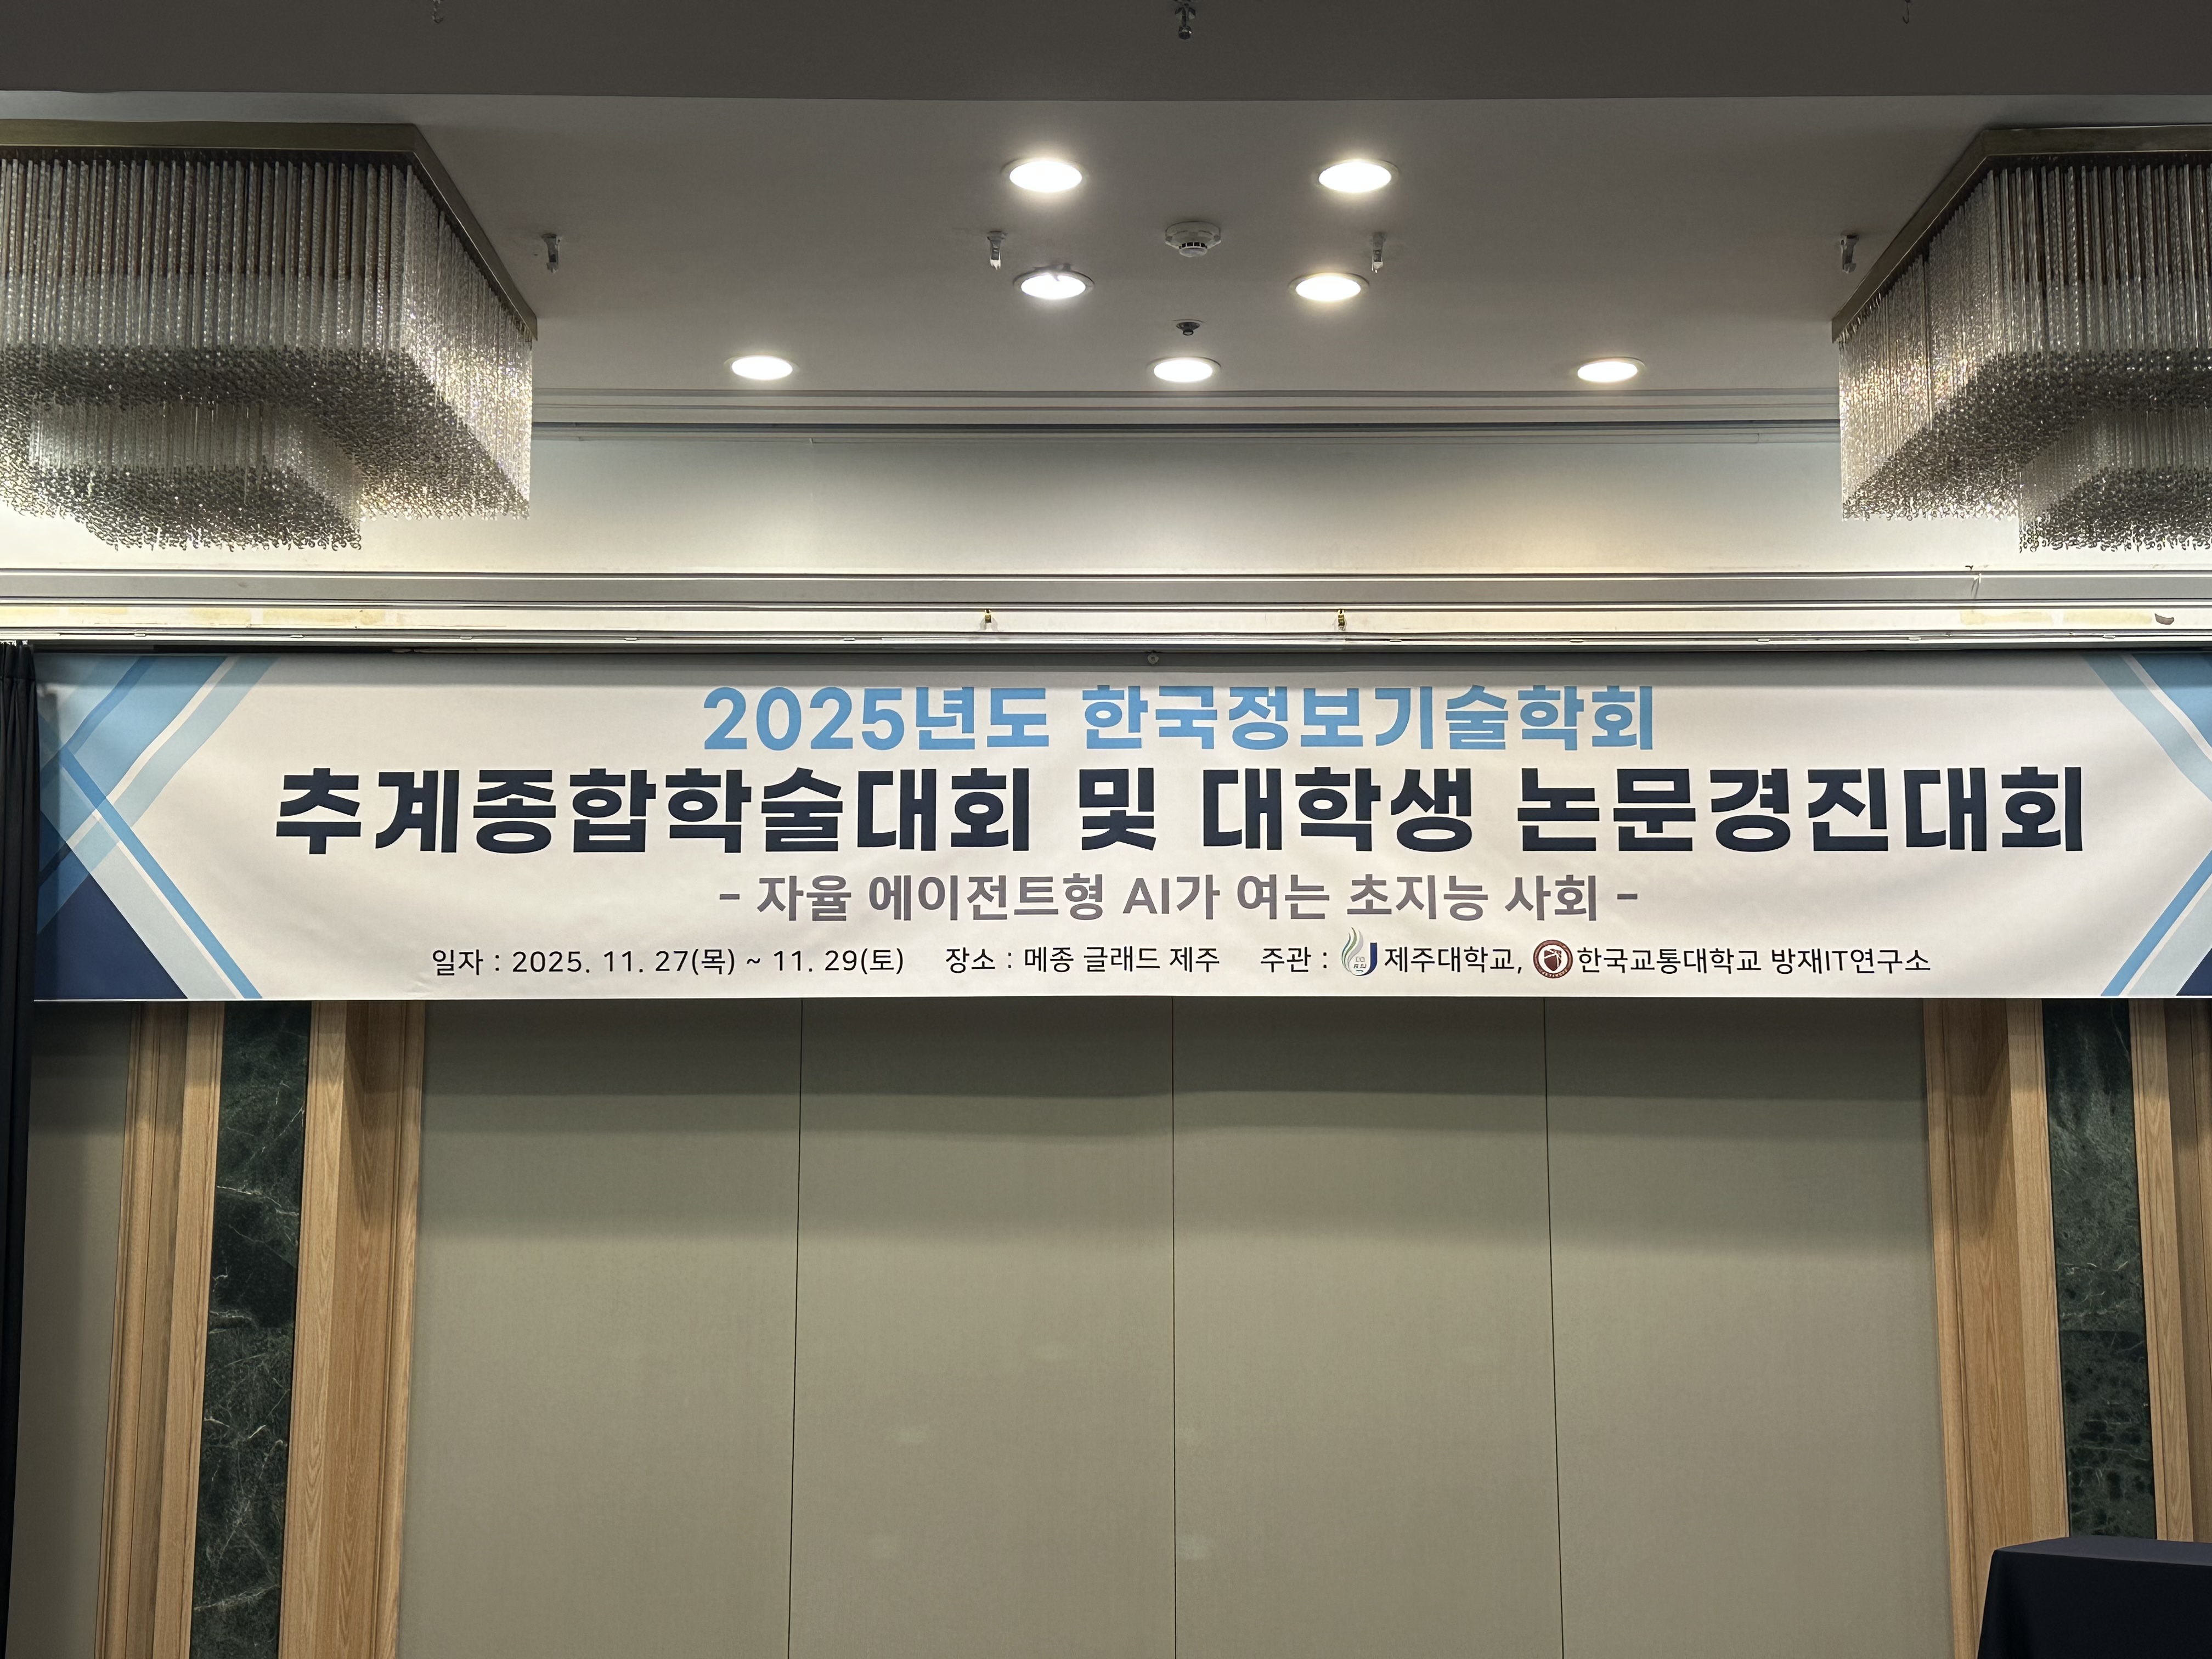 2025년도 한국정보기술학회
추계종합학술대회 및 대학생 논문경진대회
- 자율 에이전트형 AI가 여는 초지능 사회 -
일자 : 2025. 11. 27(목) ~ 11. 29(토) 장소 : 메종 글래드 제주 주관 : 제주대학교, 한국교통대학교 방재IT연구소